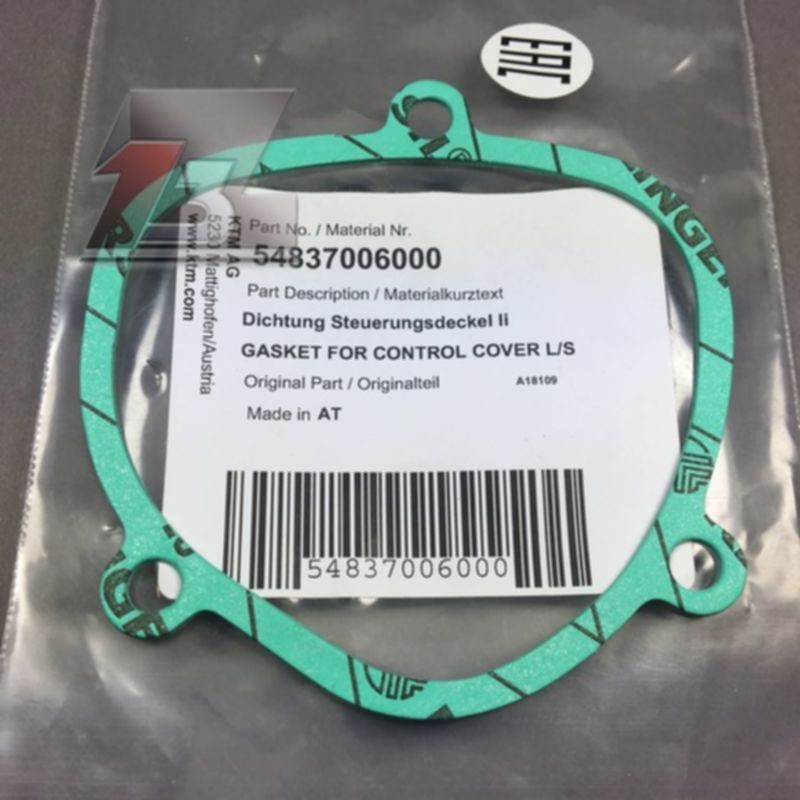 EAC
KTM AG
5230 Mattighofen/Austria
www.ktm.com
Part No. / Material Nr.
54837006000
Part Description / Materialkurztext
Dichtung Steuerungsdeckel li
GASKET FOR CONTROL COVER L/S
Original Part / Originalteil A18109
Made in AT
54837006000